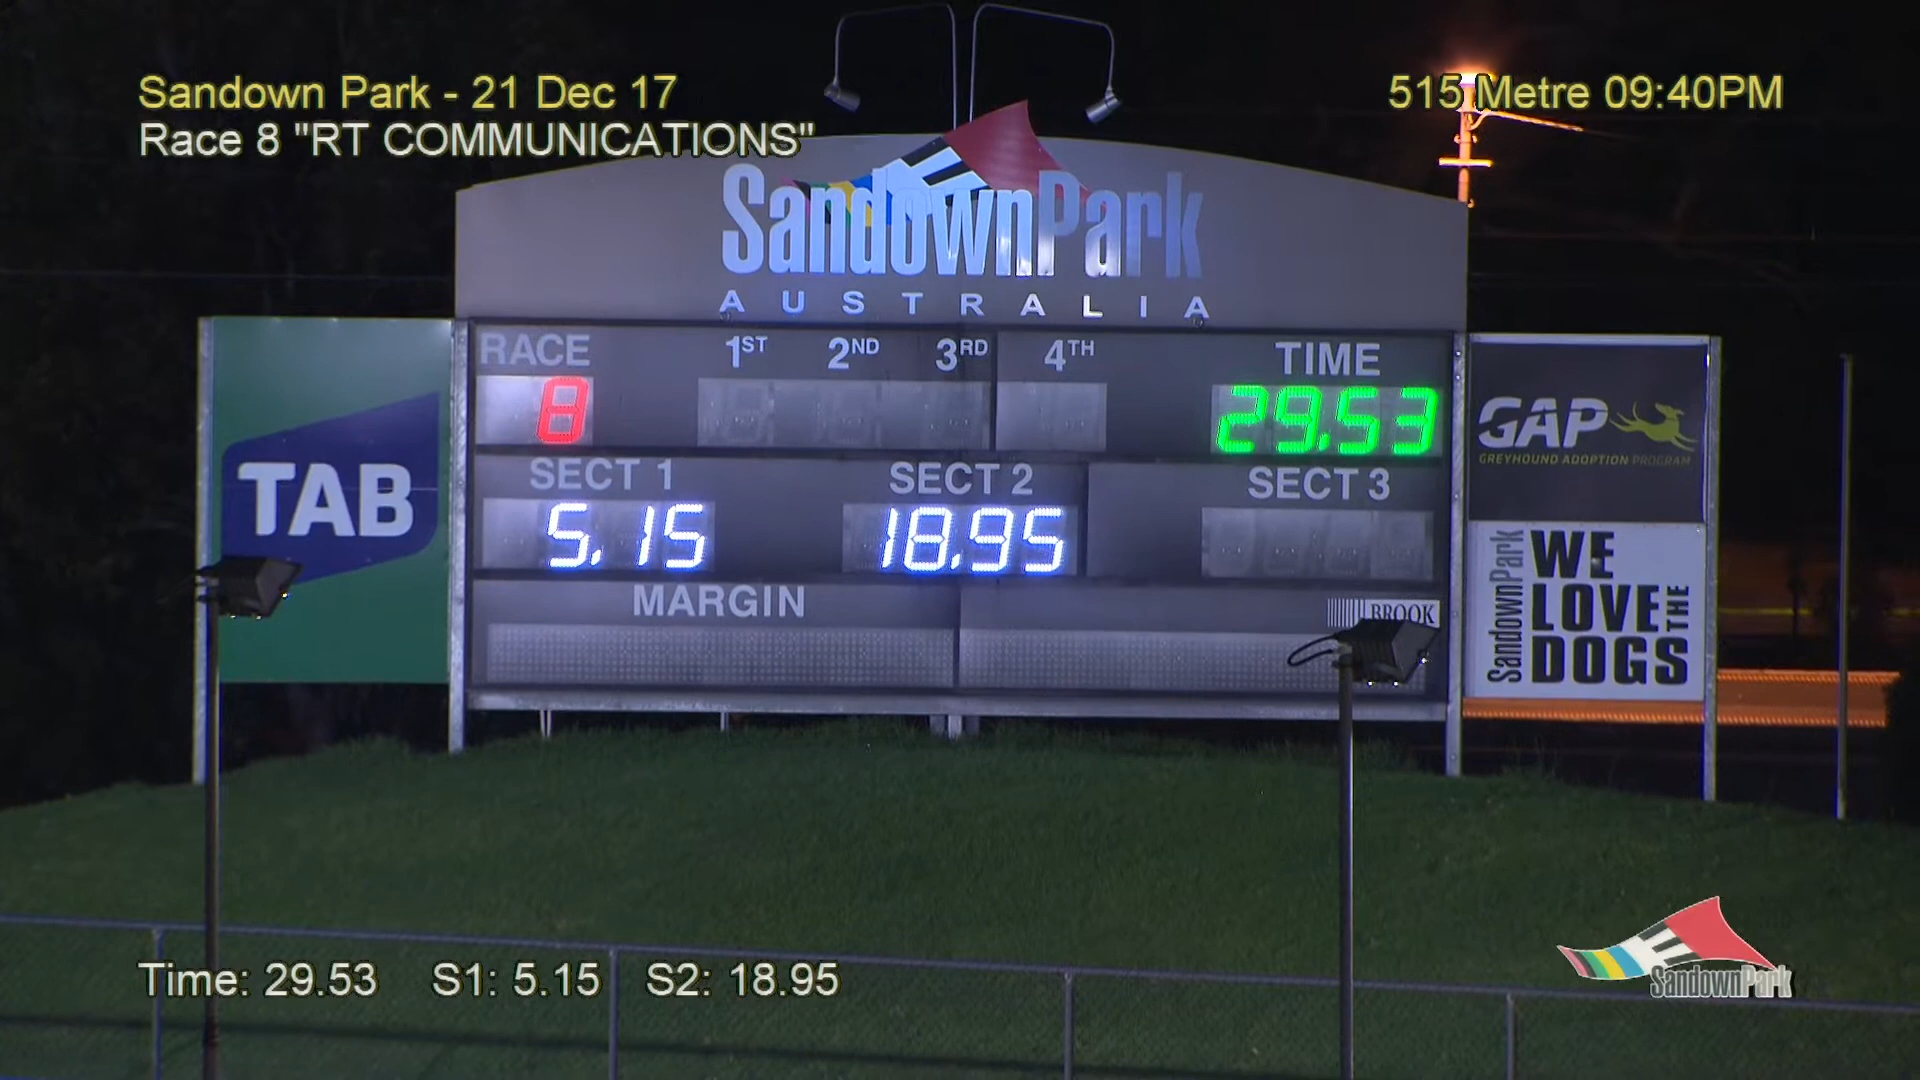 Sandown Park - 21 Dec 17
515 Metre 09:40PM
Race 8 "RT COMMUNICATIONS"
SandownPark
AUSTRALIA
RACE 1ST 2ND 3RD 4TH TIME
8 29.53
SECT 1 SECT 2 SECT 3
5.15 18.95
MARGIN
BROOK
TAB
GAP
GREYHOUND ADOPTION PROGRAM
SandownPark
WE
LOVE THE
DOGS
Time: 29.53 S1: 5.15 S2: 18.95
SandownPark